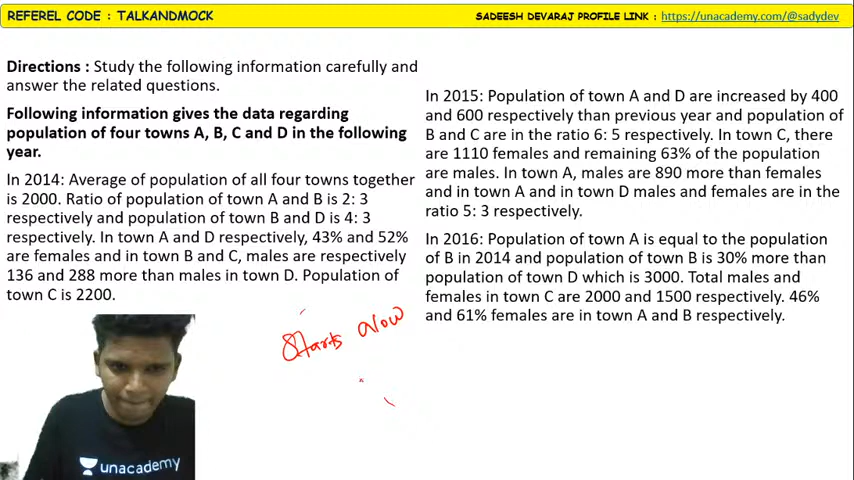 REFEREL CODE : TALKANDMOCK
SADEESH DEVARAJ PROFILE LINK : https://unacademy.com/@sadydev
Directions : Study the following information carefully and
answer the related questions.
Following information gives the data regarding
population of four towns A, B, C and D in the following
year.
In 2014: Average of population of all four towns together
is 2000. Ratio of population of town A and B is 2: 3
respectively and population of town B and D is 4: 3
respectively. In town A and D respectively, 43% and 52%
are females and in town B and C, males are respectively
136 and 288 more than males in town D. Population of
town C is 2200.
In 2015: Population of town A and D are increased by 400
and 600 respectively than previous year and population of
B and C are in the ratio 6: 5 respectively. In town C, there
are 1110 females and remaining 63% of the population
are males. In town A, males are 890 more than females
and in town A and in town D males and females are in the
ratio 5: 3 respectively.
In 2016: Population of town A is equal to the population
of B in 2014 and population of town B is 30% more than
population of town D which is 3000. Total males and
females in town C are 2000 and 1500 respectively. 46%
and 61% females are in town A and B respectively.
Starts Now
unacademy